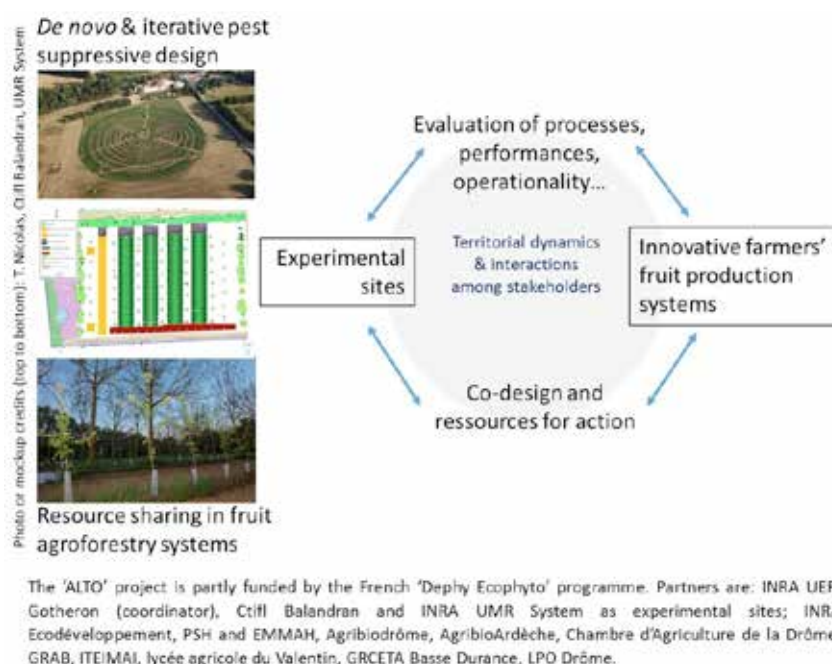 De novo & iterative pest
suppressive design
Photo or mockup credits (top to bottom): T. Nicolas, Ctifl Balandran, UMR System
Evaluation of processes,
performances,
operationality...
Experimental
sites
Territorial dynamics
& interactions
among stakeholders
Innovative farmers'
fruit production
systems
Co-design and
ressources for action
Resource sharing in fruit
agroforestry systems
The 'ALTO' project is partly funded by the French 'Dephy Ecophyto' programme. Partners are: INRA UER
Gotheron (coordinator), Ctifl Balandran and INRA UMR System as experimental sites; INRA
Ecodéveloppement, PSH and EMMAH, Agribiodrôme, AgribioArdèche, Chambre d'Agriculture de la Drôme
GRAB, ITEIPMAI, lycée agricole du Valentin, GRCETA Basse Durance, LPO Drôme.